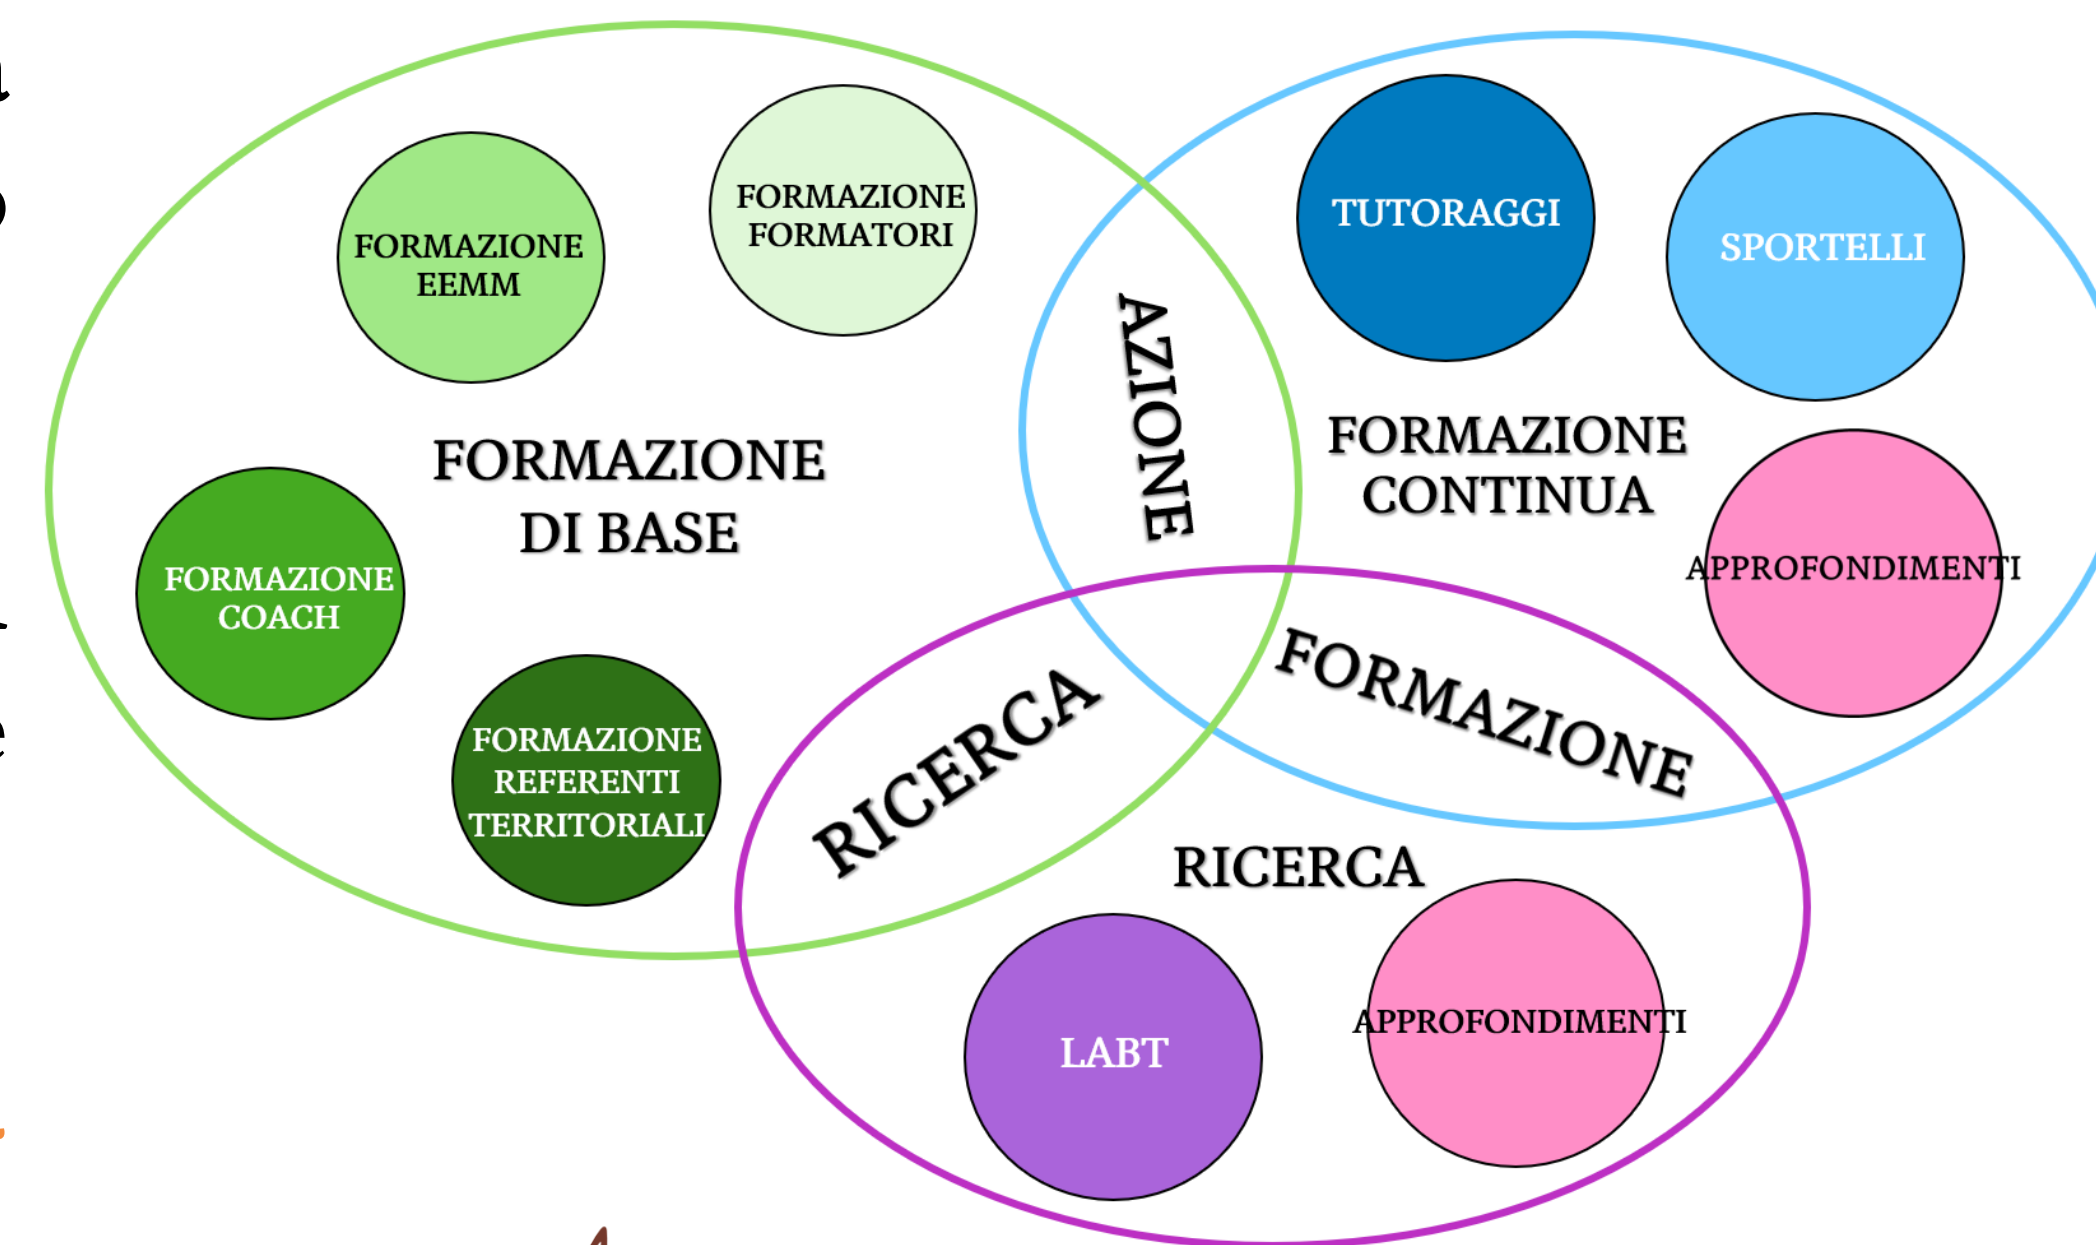 FORMAZIONE
EEMM
FORMAZIONE
FORMATORI
FORMAZIONE
DI BASE
FORMAZIONE
COACH
FORMAZIONE
REFERENTI
TERRITORIALI
AZIONE
TUTORAGGI
SPORTELLI
FORMAZIONE
CONTINUA
APPROFONDIMENTI
RICERCA
FORMAZIONE
RICERCA
LABT
APPROFONDIMENTI